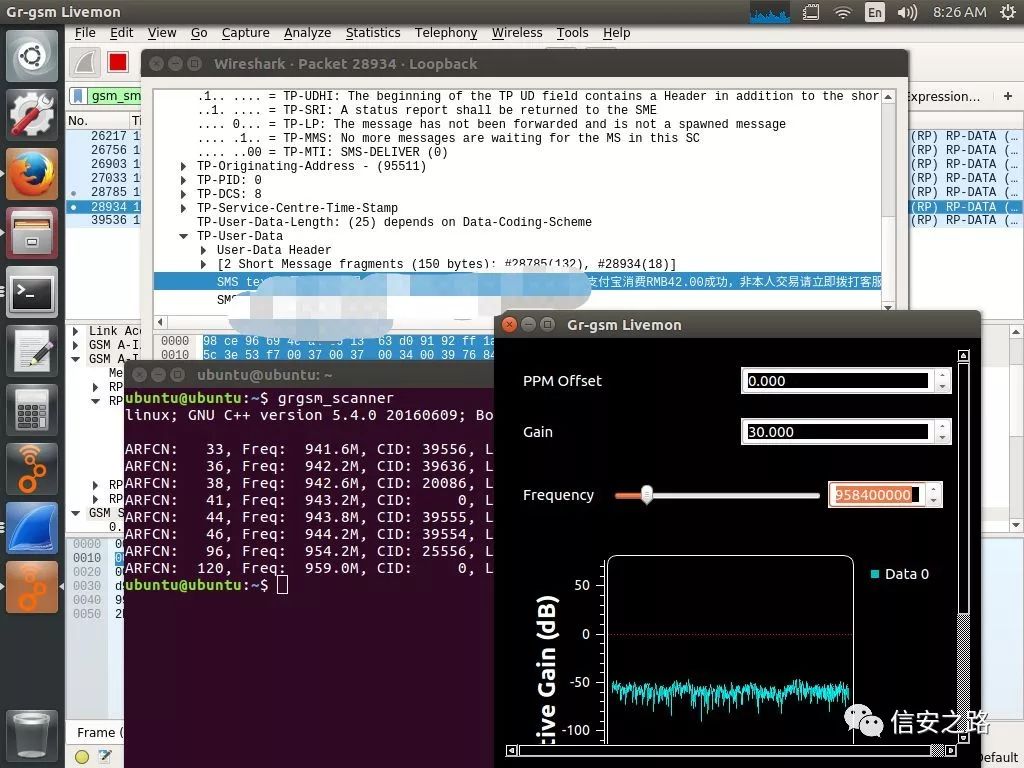 Gr-gsm Livemon
En
8:26 AM
File Edit View Go Capture Analyze Statistics Telephony Wireless Tools Help
Wireshark · Packet 28934 · Loopback
gsm_sm
Expression...
+
No.
26217
26756
26903
27033
28785
28934
39536
(RP) RP-DATA (…
(RP) RP-DATA (…
(RP) RP-DATA (…
(RP) RP-DATA (…
(RP) RP-DATA (…
(RP) RP-DATA (…
(RP) RP-DATA (…
.1.. .... = TP-UDHI: The beginning of the TP UD field contains a Header in addition to the shor
..1. .... = TP-SRI: A status report shall be returned to the SME
.... 0... = TP-LP: The message has not been forwarded and is not a spawned message
.... .1.. = TP-MMS: No more messages are waiting for the MS in this SC
.... ..00 = TP-MTI: SMS-DELIVER (0)
TP-Originating-Address - (95511)
TP-PID: 0
TP-DCS: 8
TP-Service-Centre-Time-Stamp
TP-User-Data-Length: (25) depends on Data-Coding-Scheme
TP-User-Data
User-Data Header
[2 Short Message fragments (150 bytes): #28785(132), #28934(18)]
SMS tex
支付宝消费RMB42.00成功，非本人交易请立即拨打客服
SM
0000 98 ce 96 69 4e
63 d0 91 92 ff
0010 5c 3e 53 f7 00 37 00 37 00 34 00 39 76 84
Link Acc
GSM A-I
GSM A-I
Me
RP
RP
RP
RP
GSM S
0.
0000
0010
0020
0030
0040
0050
Frame (
Default
ubuntu@ubuntu: ~
ubuntu@ubuntu:~$ grgsm_scanner
linux; GNU C++ version 5.4.0 20160609; Bo
ARFCN: 33, Freq: 941.6M, CID: 39556, L
ARFCN: 36, Freq: 942.2M, CID: 39636, L
ARFCN: 38, Freq: 942.6M, CID: 20086, L
ARFCN: 41, Freq: 943.2M, CID: 0, L
ARFCN: 44, Freq: 943.8M, CID: 39555, L
ARFCN: 46, Freq: 944.2M, CID: 39554, L
ARFCN: 96, Freq: 954.2M, CID: 25556, L
ARFCN: 120, Freq: 959.0M, CID: 0, L
ubuntu@ubuntu:~$
Gr-gsm Livemon
PPM Offset 0.000
Gain 30.000
Frequency 958400000
50
0
-50
-100
tive Gain (dB)
Data 0
信安之路